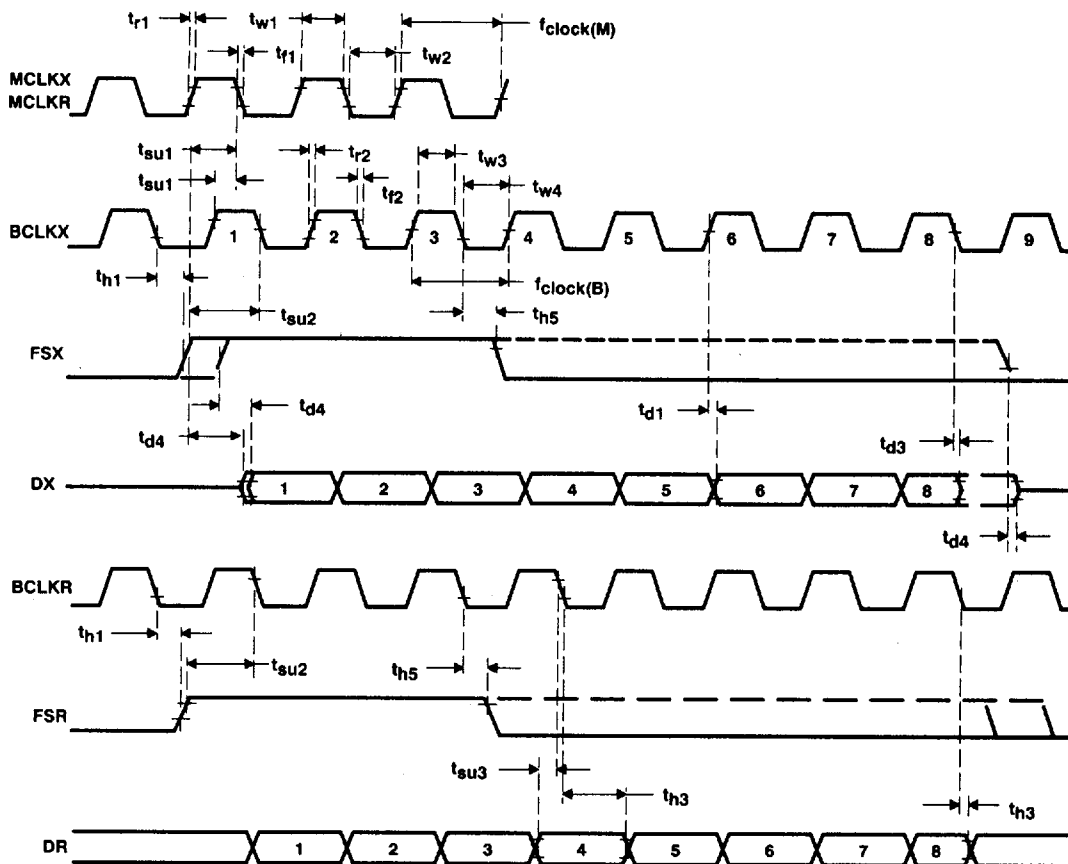 tr1 tw1 fclock(M)
tf1 tw2
MCLKX
MCLKR
tsu1 tr2 tw3
tsu1 tf2 tw4
BCLKX 1 2 3 4 5 6 7 8 9
th1 fclock(B)
tsu2 th5
FSX
td4 td1
td4 td3
DX 1 2 3 4 5 6 7 8
td4
BCLKR
th1 tsu2 th5
FSR
tsu3 th3 th3
DR 1 2 3 4 5 6 7 8